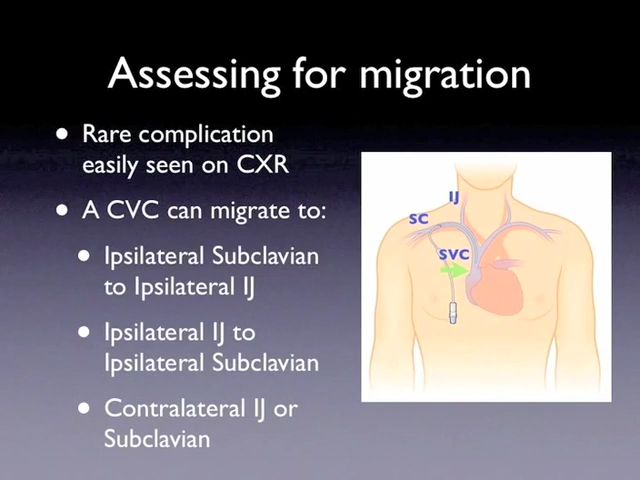 Assessing for migration
• Rare complication
easily seen on CXR
• A CVC can migrate to:
• Ipsilateral Subclavian
to Ipsilateral IJ
• Ipsilateral IJ to
Ipsilateral Subclavian
• Contralateral IJ or
Subclavian
IJ
SC
SVC